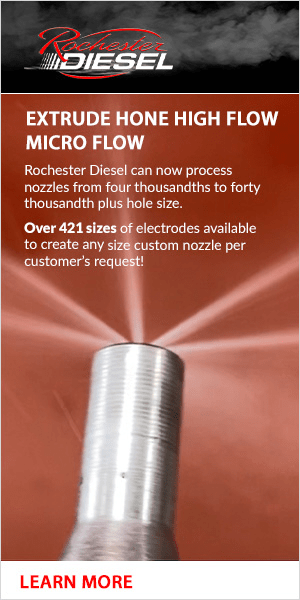 Rochester
DIESEL
EXTRUDE HONE HIGH FLOW
MICRO FLOW
Rochester Diesel can now process
nozzles from four thousandths to forty
thousandth plus hole size.
Over 421 sizes of electrodes available
to create any size custom nozzle per
customer's request!
LEARN MORE